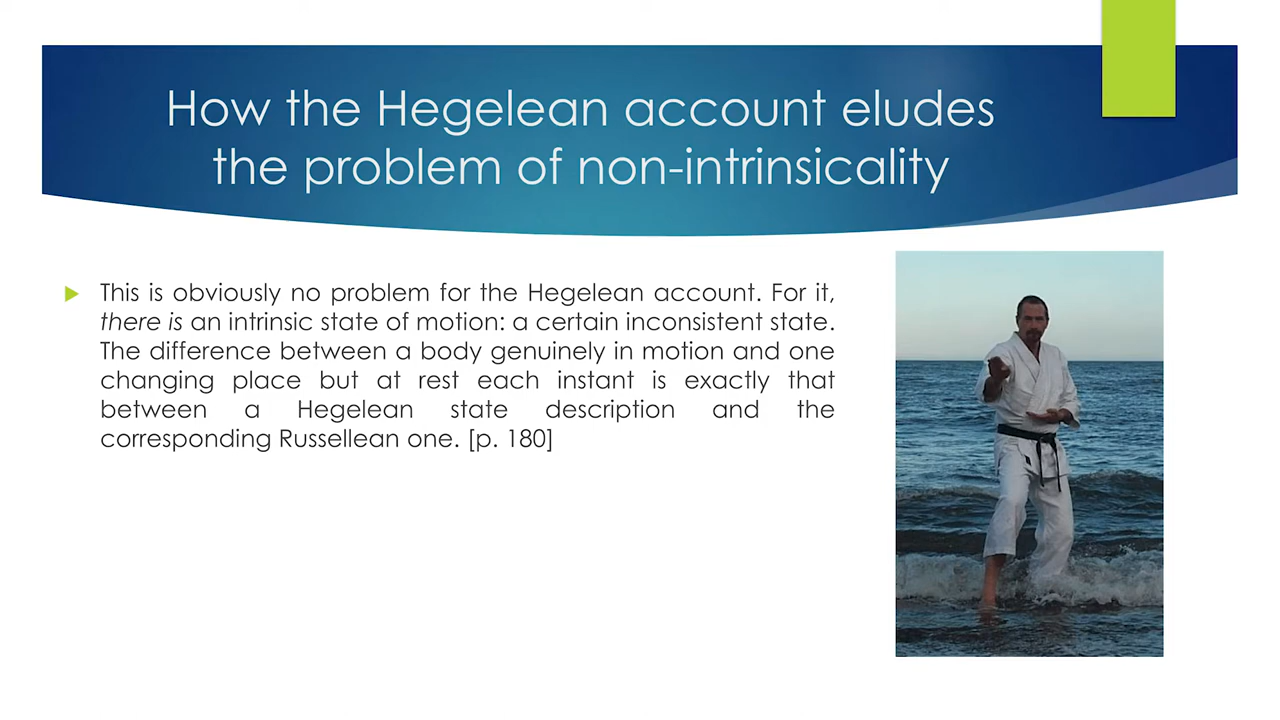 How the Hegelean account eludes
the problem of non-intrinsicality
This is obviously no problem for the Hegelean account. For it,
there is an intrinsic state of motion: a certain inconsistent state.
The difference between a body genuinely in motion and one
changing place but at rest each instant is exactly that
between a Hegelean state description and the
corresponding Russellean one. [p. 180]